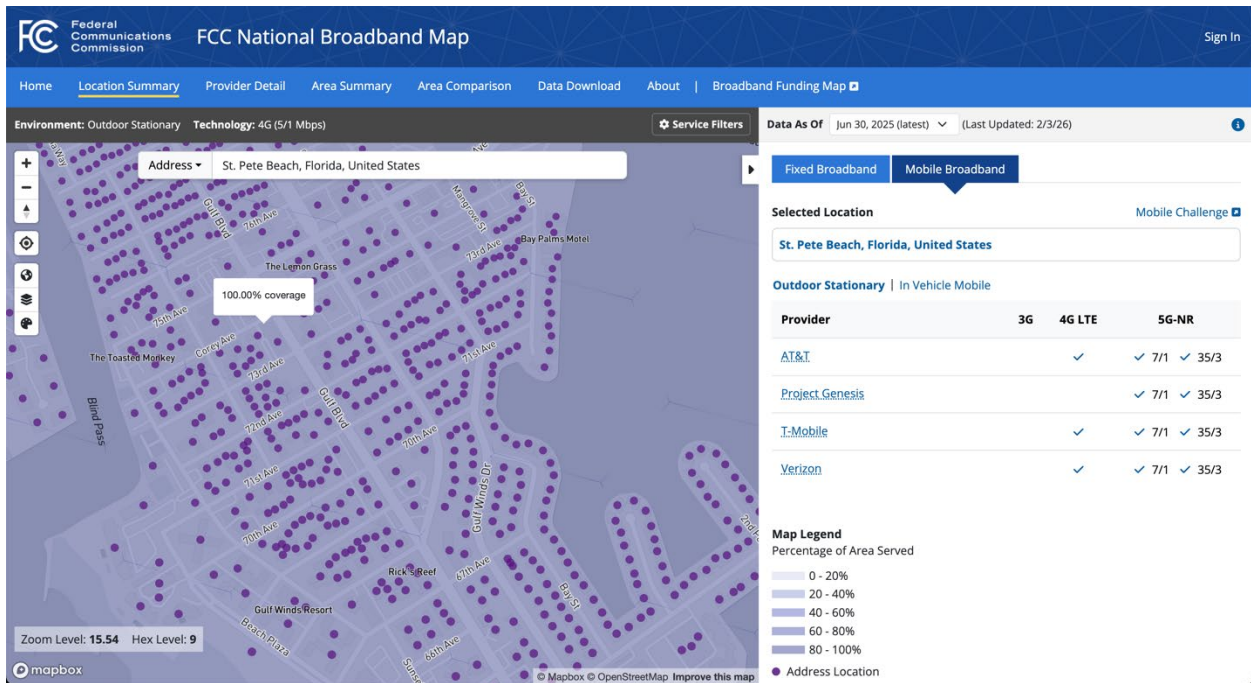 FCC
Federal
Communications
Commission
FCC National Broadband Map
Sign In
Home Location Summary Provider Detail Area Summary Area Comparison Data Download About | Broadband Funding Map
Environment: Outdoor Stationary Technology: 4G (5/1 Mbps)
Service Filters
Data As Of Jun 30, 2025 (latest) (Last Updated: 2/3/26)
Address St. Pete Beach, Florida, United States
Fixed Broadband Mobile Broadband
Selected Location Mobile Challenge
St. Pete Beach, Florida, United States
Outdoor Stationary | In Vehicle Mobile
Provider 3G 4G LTE 5G-NR
AT&T ✓ ✓ 7/1 ✓ 35/3
Project Genesis ✓ 7/1 ✓ 35/3
T-Mobile ✓ ✓ 7/1 ✓ 35/3
Verizon ✓ ✓ 7/1 ✓ 35/3
Map Legend
Percentage of Area Served
0 - 20%
20 - 40%
40 - 60%
60 - 80%
80 - 100%
Address Location
Gulf Blvd
76th Ave
Mangrove St
Bay St
Bay Palms Motel
73rd Ave
The Lemon Grass
100.00% coverage
75th Ave
Corey Ave
The Toasted Monkey
73rd Ave
71st Ave
Blind Pass
Gulf Blvd
72nd Ave
70th Ave
71st Ave
Gulf Winds Dr
70th Ave
Rick's Reef
67th Ave
Bay St
Gulf Winds Resort
Beach Plaza
68th Ave
Zoom Level: 15.54 Hex Level: 9
mapbox
© Mapbox © OpenStreetMap Improve this map